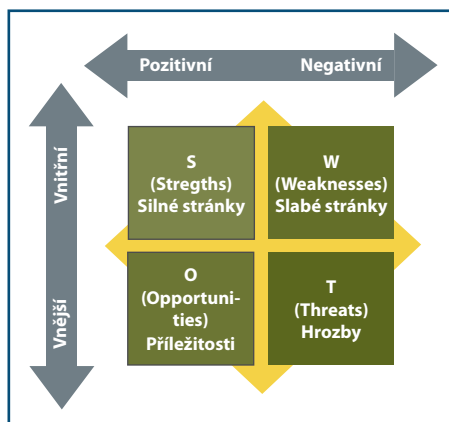 Pozitivní Negativní
Vnitřní
Vnější
S
(Stregths)
Silné stránky
W
(Weaknesses)
Slabé stránky
O
(Opportuni-
ties)
Příležitosti
T
(Threats)
Hrozby